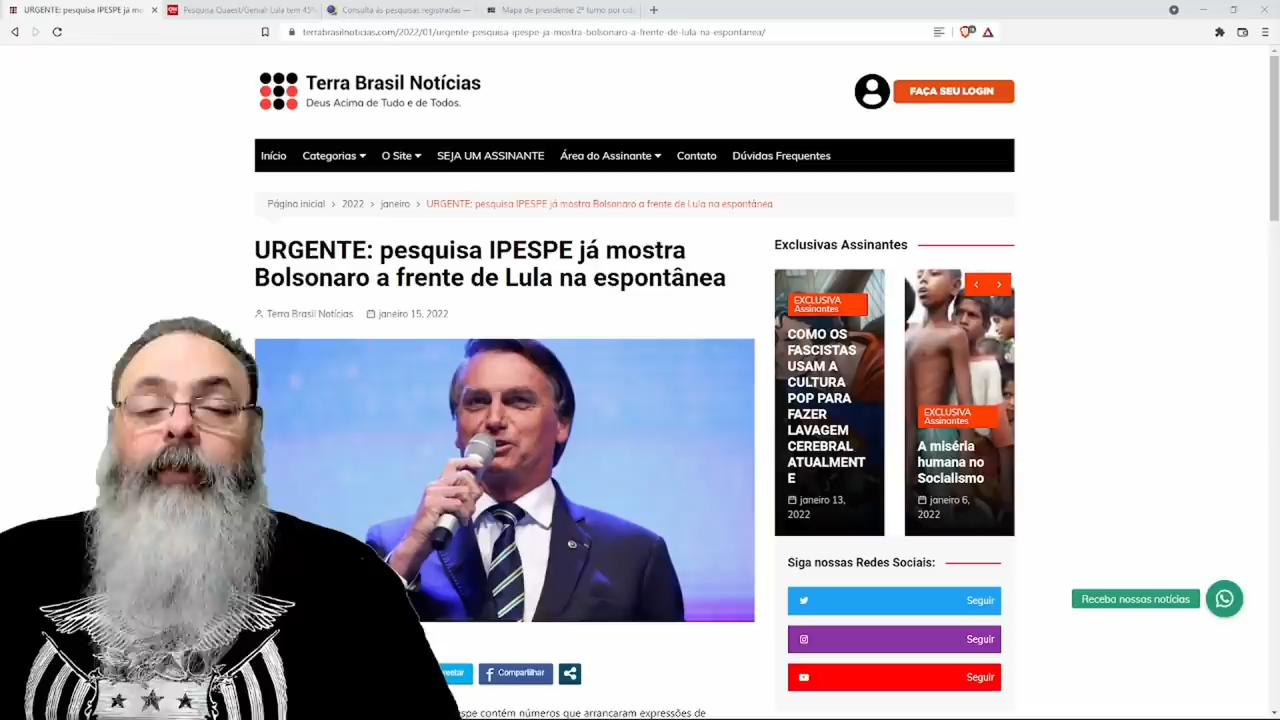 URGENTE: pesquisa IPESPE já mo
Pesquisa Quaest/Genial: Lula tem 45%
Consulta às pesquisas registradas —
Mapa de presidente 2º turno por cida
terrabrasilnoticias.com/2022/01/urgente-pesquisa-ipespe-ja-mostra-bolsonaro-a-frente-de-lula-na-espontanea/
Terra Brasil Notícias
Deus Acima de Tudo e de Todos.
FAÇA SEU LOGIN
Início Categorias O Site SEJA UM ASSINANTE Área do Assinante Contato Dúvidas Frequentes
Página inicial > 2022 > janeiro > URGENTE: pesquisa IPESPE já mostra Bolsonaro a frente de Lula na espontânea
URGENTE: pesquisa IPESPE já mostra
Bolsonaro a frente de Lula na espontânea
Terra Brasil Notícias janeiro 15, 2022
Exclusivas Assinantes
EXCLUSIVA
Assinantes
COMO OS
FASCISTAS
USAM A
CULTURA
POP PARA
FAZER
LAVAGEM
CEREBRAL
ATUALMENT
E
janeiro 13,
2022
EXCLUSIVA
Assinantes
A miséria
humana no
Socialismo
janeiro 6,
2022
Siga nossas Redes Sociais:
Seguir
Seguir
Seguir
Receba nossas notícias
Compartilhar
contém números que arrancaram expressões de